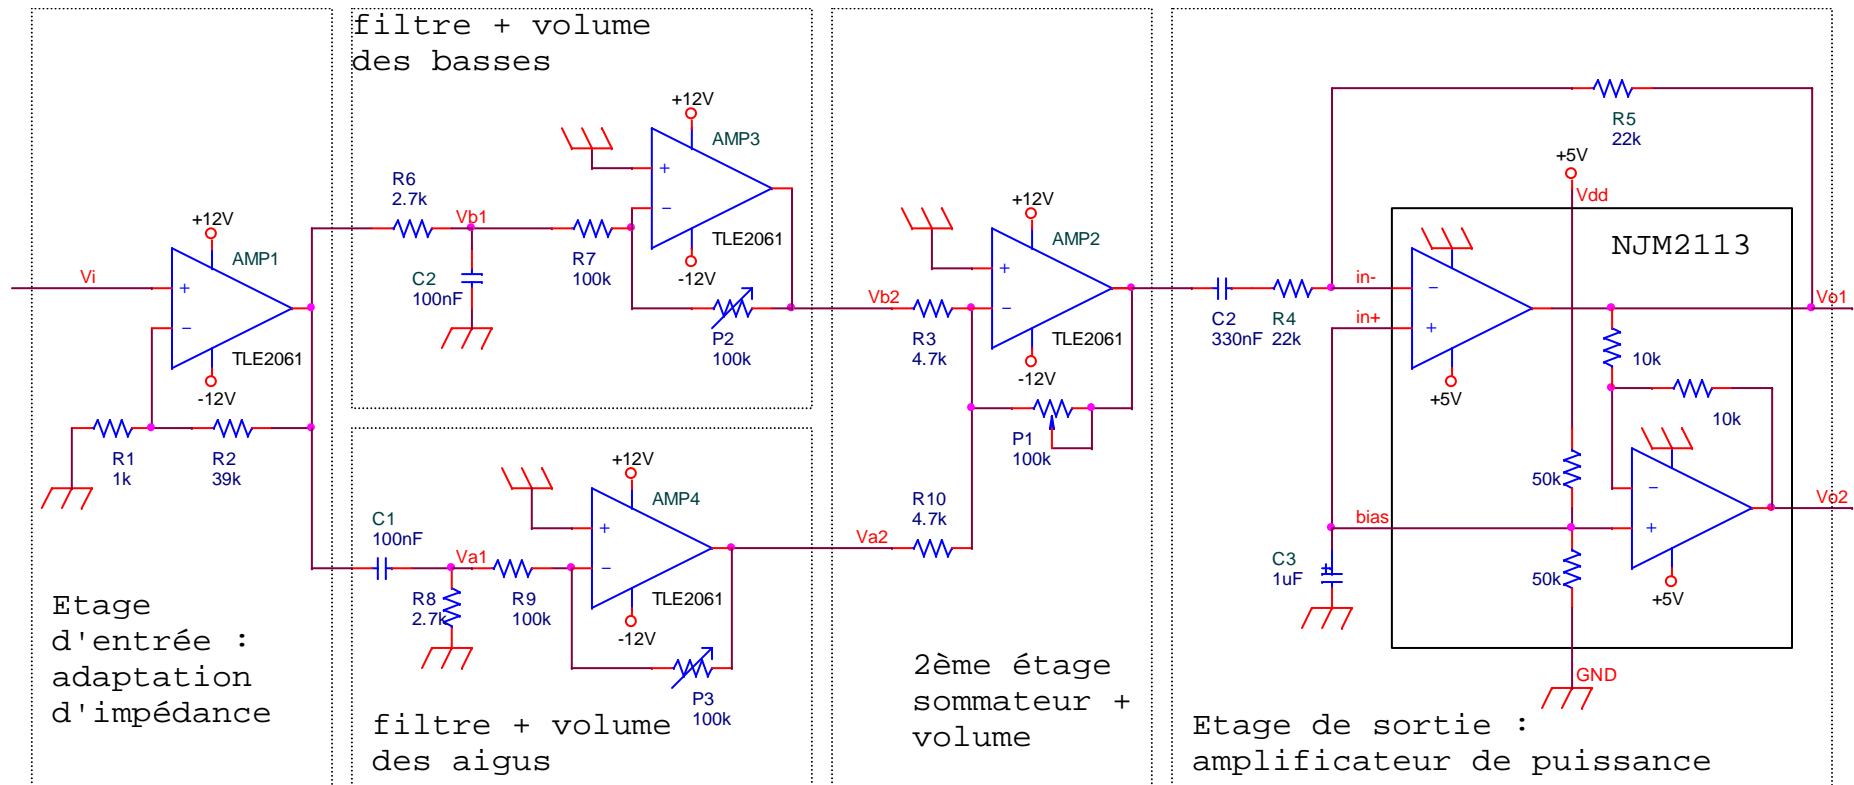 filtre + volume
des basses
+12V
AMP3
+
−
TLE2061
-12V
R6
2.7k
Vb1
R7
100k
C2
100nF
P2
100k
+12V
AMP1
Vi
+
−
TLE2061
-12V
R1
1k
R2
39k
Etage
d'entrée :
adaptation
d'impédance
+12V
AMP4
+
−
TLE2061
-12V
C1
100nF
Va1
R8
2.7k
R9
100k
P3
100k
filtre + volume
des aigus
+12V
AMP2
+
−
TLE2061
-12V
Vb2
R3
4.7k
P1
100k
R10
4.7k
Va2
2ème étage
sommateur +
volume
R5
22k
+5V
Vdd
NJM2113
in-
in+
−
+
+5V
C2
330nF
R4
22k
Vo1
10k
10k
50k
50k
bias
−
+
+5V
Vo2
C3
1uF
+
GND
Etage de sortie :
amplificateur de puissance